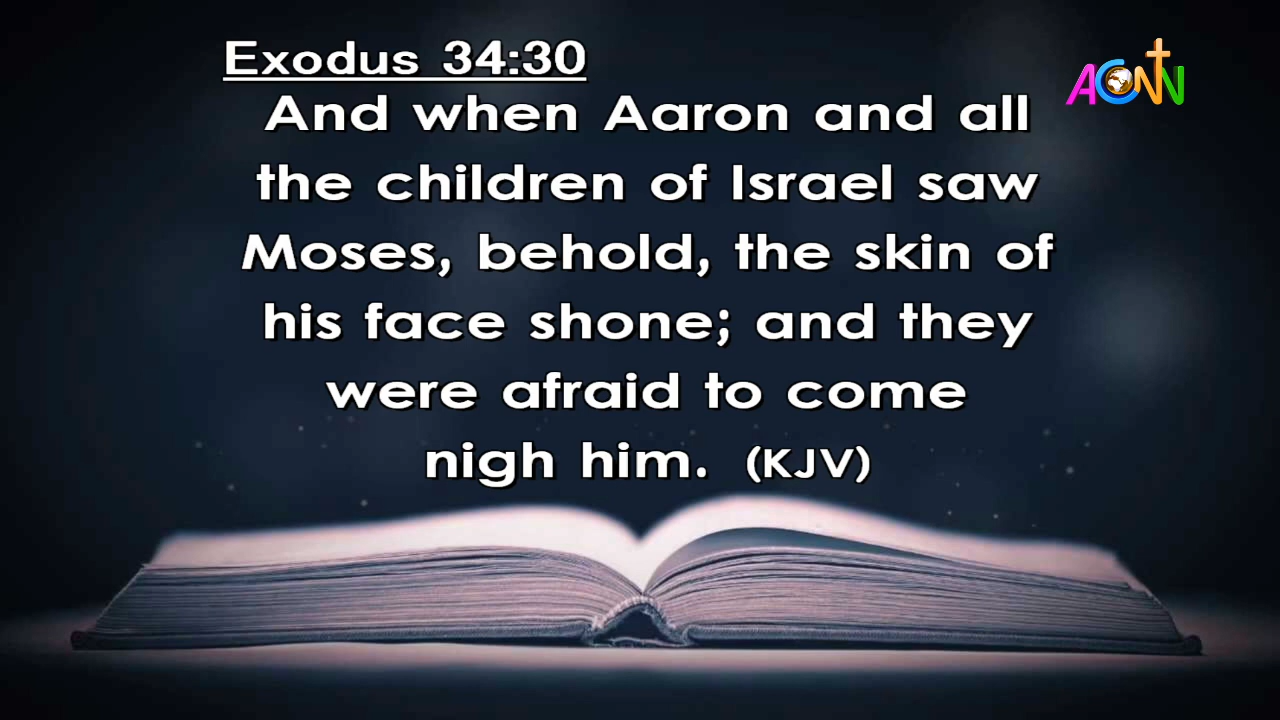 Exodus 34:30
ACNN
And when Aaron and all
the children of Israel saw
Moses, behold, the skin of
his face shone; and they
were afraid to come
nigh him. (KJV)